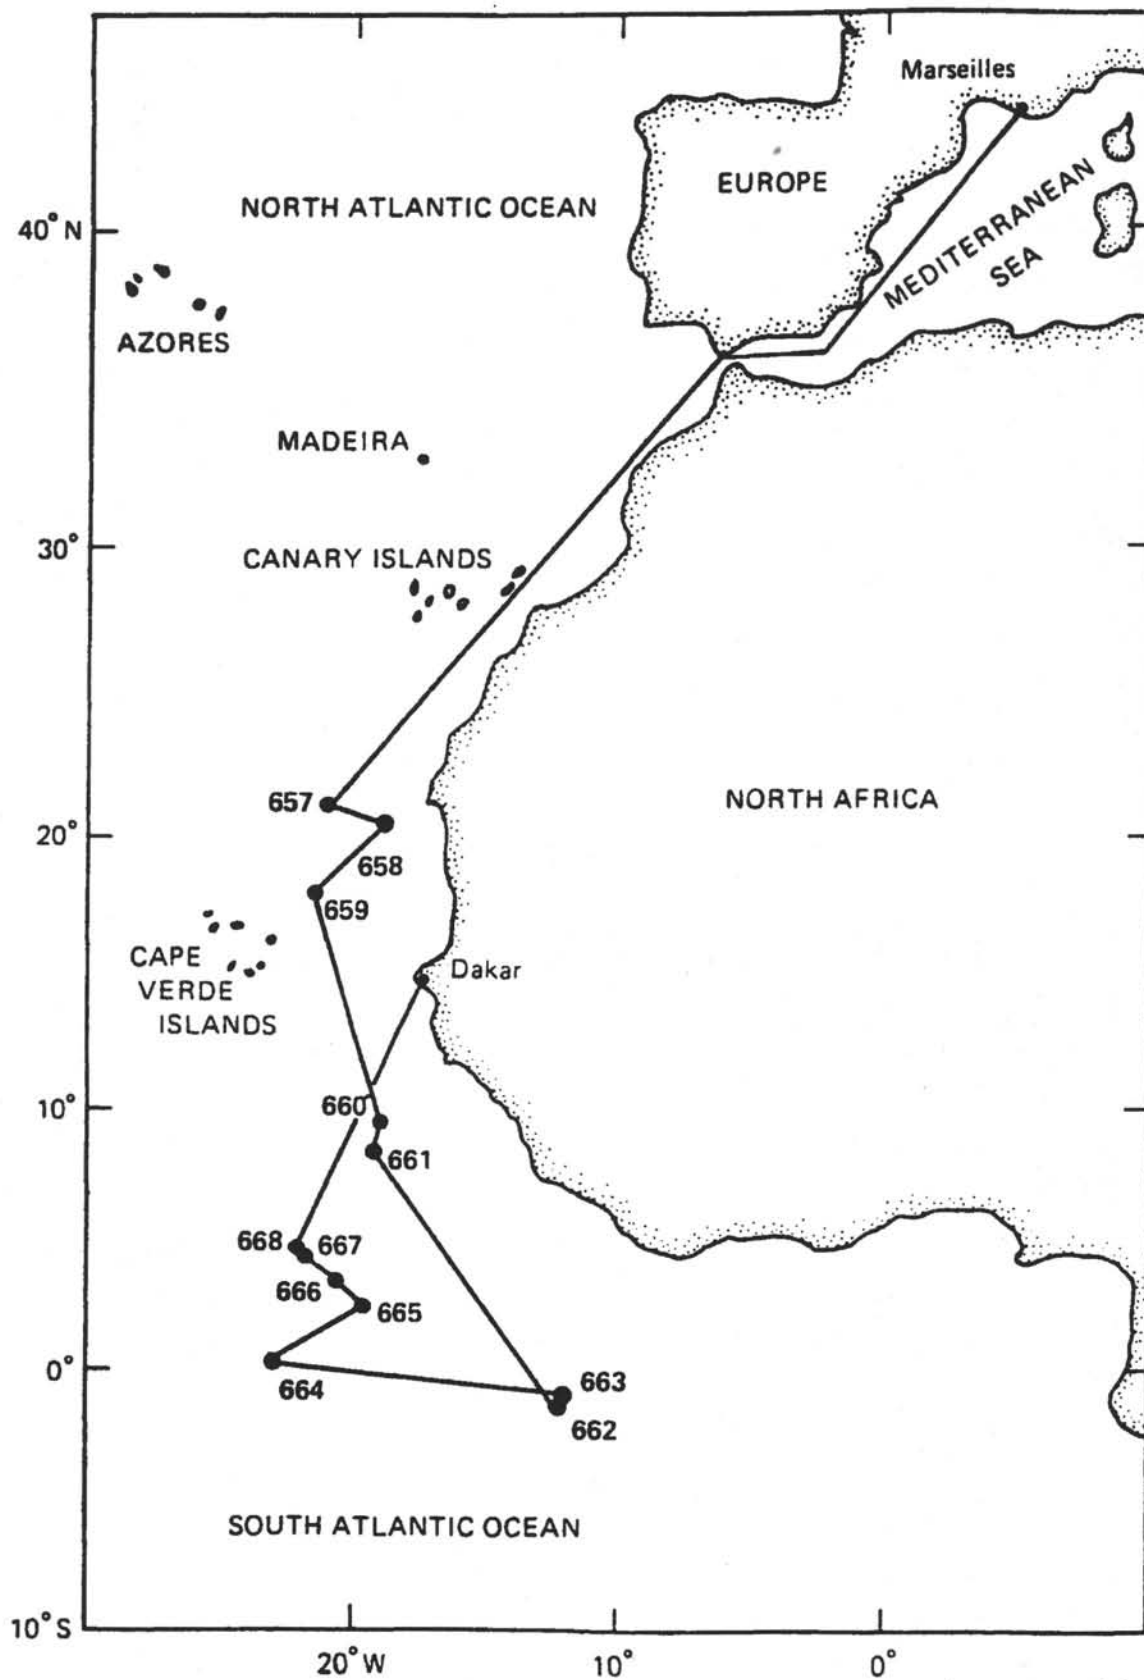 Marseilles
EUROPE
NORTH ATLANTIC OCEAN
40° N
MEDITERRANEAN
SEA
AZORES
MADEIRA
30°
CANARY ISLANDS
657
NORTH AFRICA
20°
658
659
CAPE
VERDE
ISLANDS
Dakar
10°
660
661
668
667
666
665
0°
664
663
662
SOUTH ATLANTIC OCEAN
10° S
20° W
10°
0°